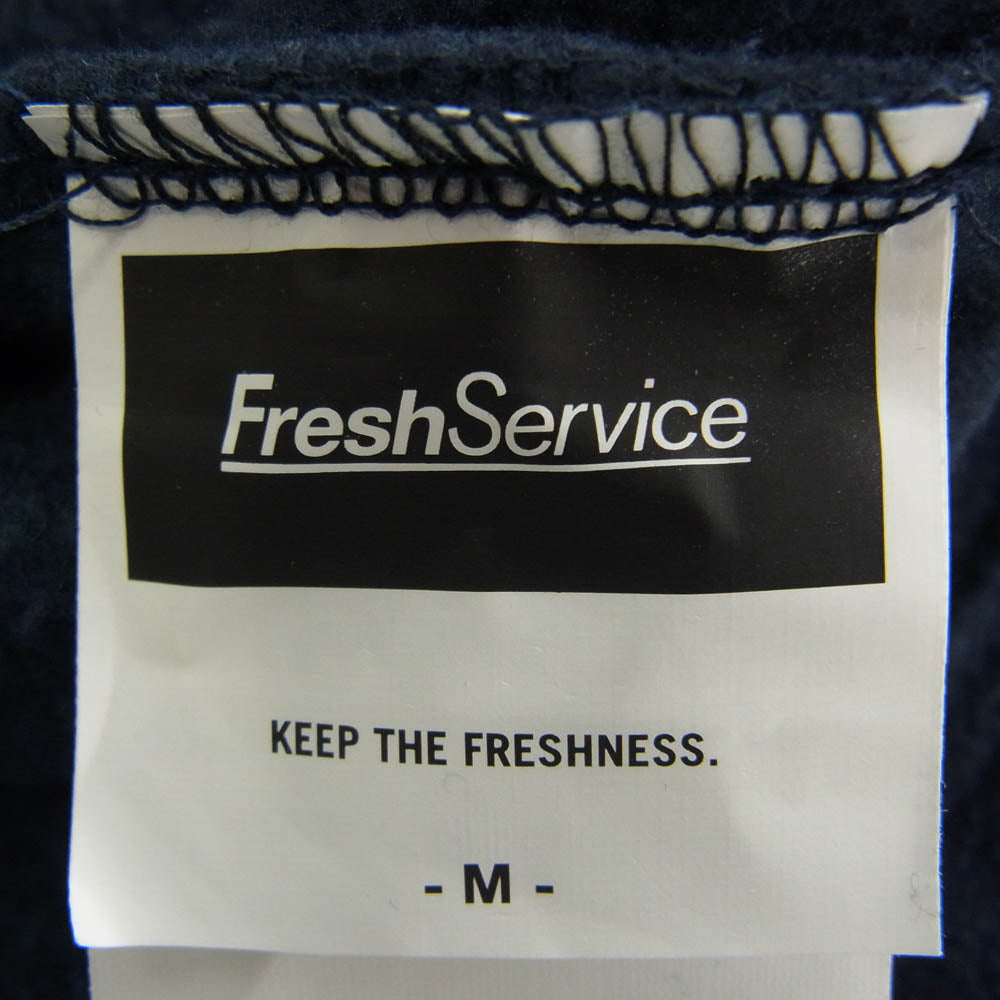 FreshService
KEEP THE FRESHNESS.
- M -